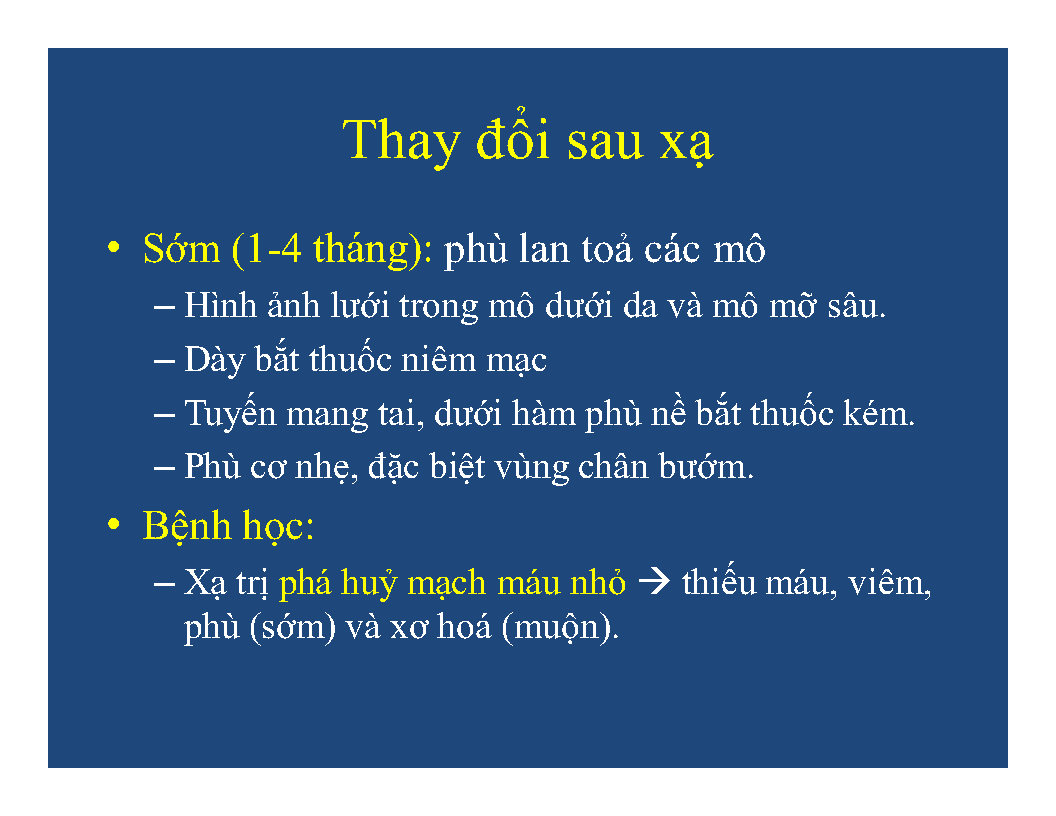 Thay đổi sau xạ
• Sớm (1-4 tháng): phù lan toả các mô
– Hình ảnh lưới trong mô dưới da và mô mỡ sâu.
– Dày bắt thuốc niêm mạc
– Tuyến mang tai, dưới hàm phù nề bắt thuốc kém.
– Phù cơ nhẹ, đặc biệt vùng chân bướm.
• Bệnh học:
– Xạ trị phá huỷ mạch máu nhỏ → thiếu máu, viêm,
phù (sớm) và xơ hoá (muộn).